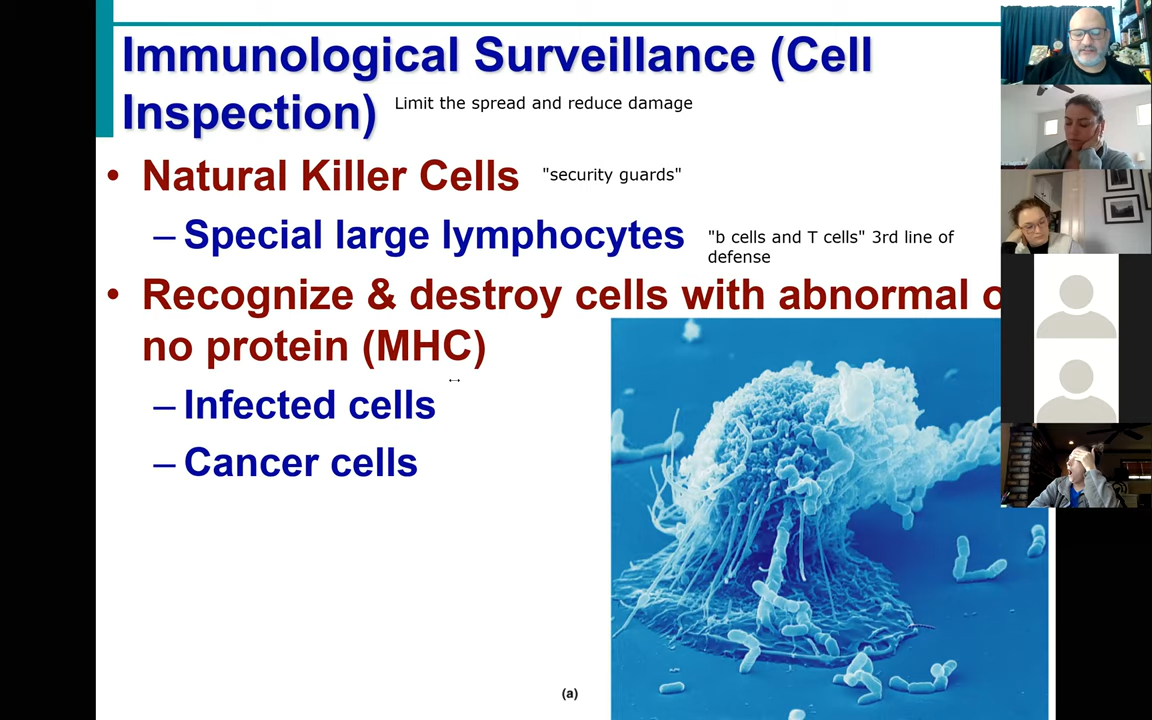 Immunological Surveillance (Cell
Inspection) Limit the spread and reduce damage
• Natural Killer Cells "security guards"
– Special large lymphocytes "b cells and T cells" 3rd line of
defense
• Recognize & destroy cells with abnormal
no protein (MHC)
– Infected cells
– Cancer cells
(a)